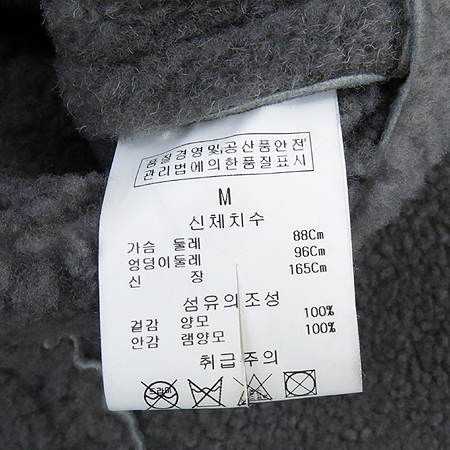 품질경영및공산품안전
관리법에의한품질표시
M
신체치수
가슴 둘레 88Cm
엉덩이둘레 96Cm
신 장 165Cm
섬유의조성
겉감 양모 100%
안감 램양모 100%
취급주의
드라이